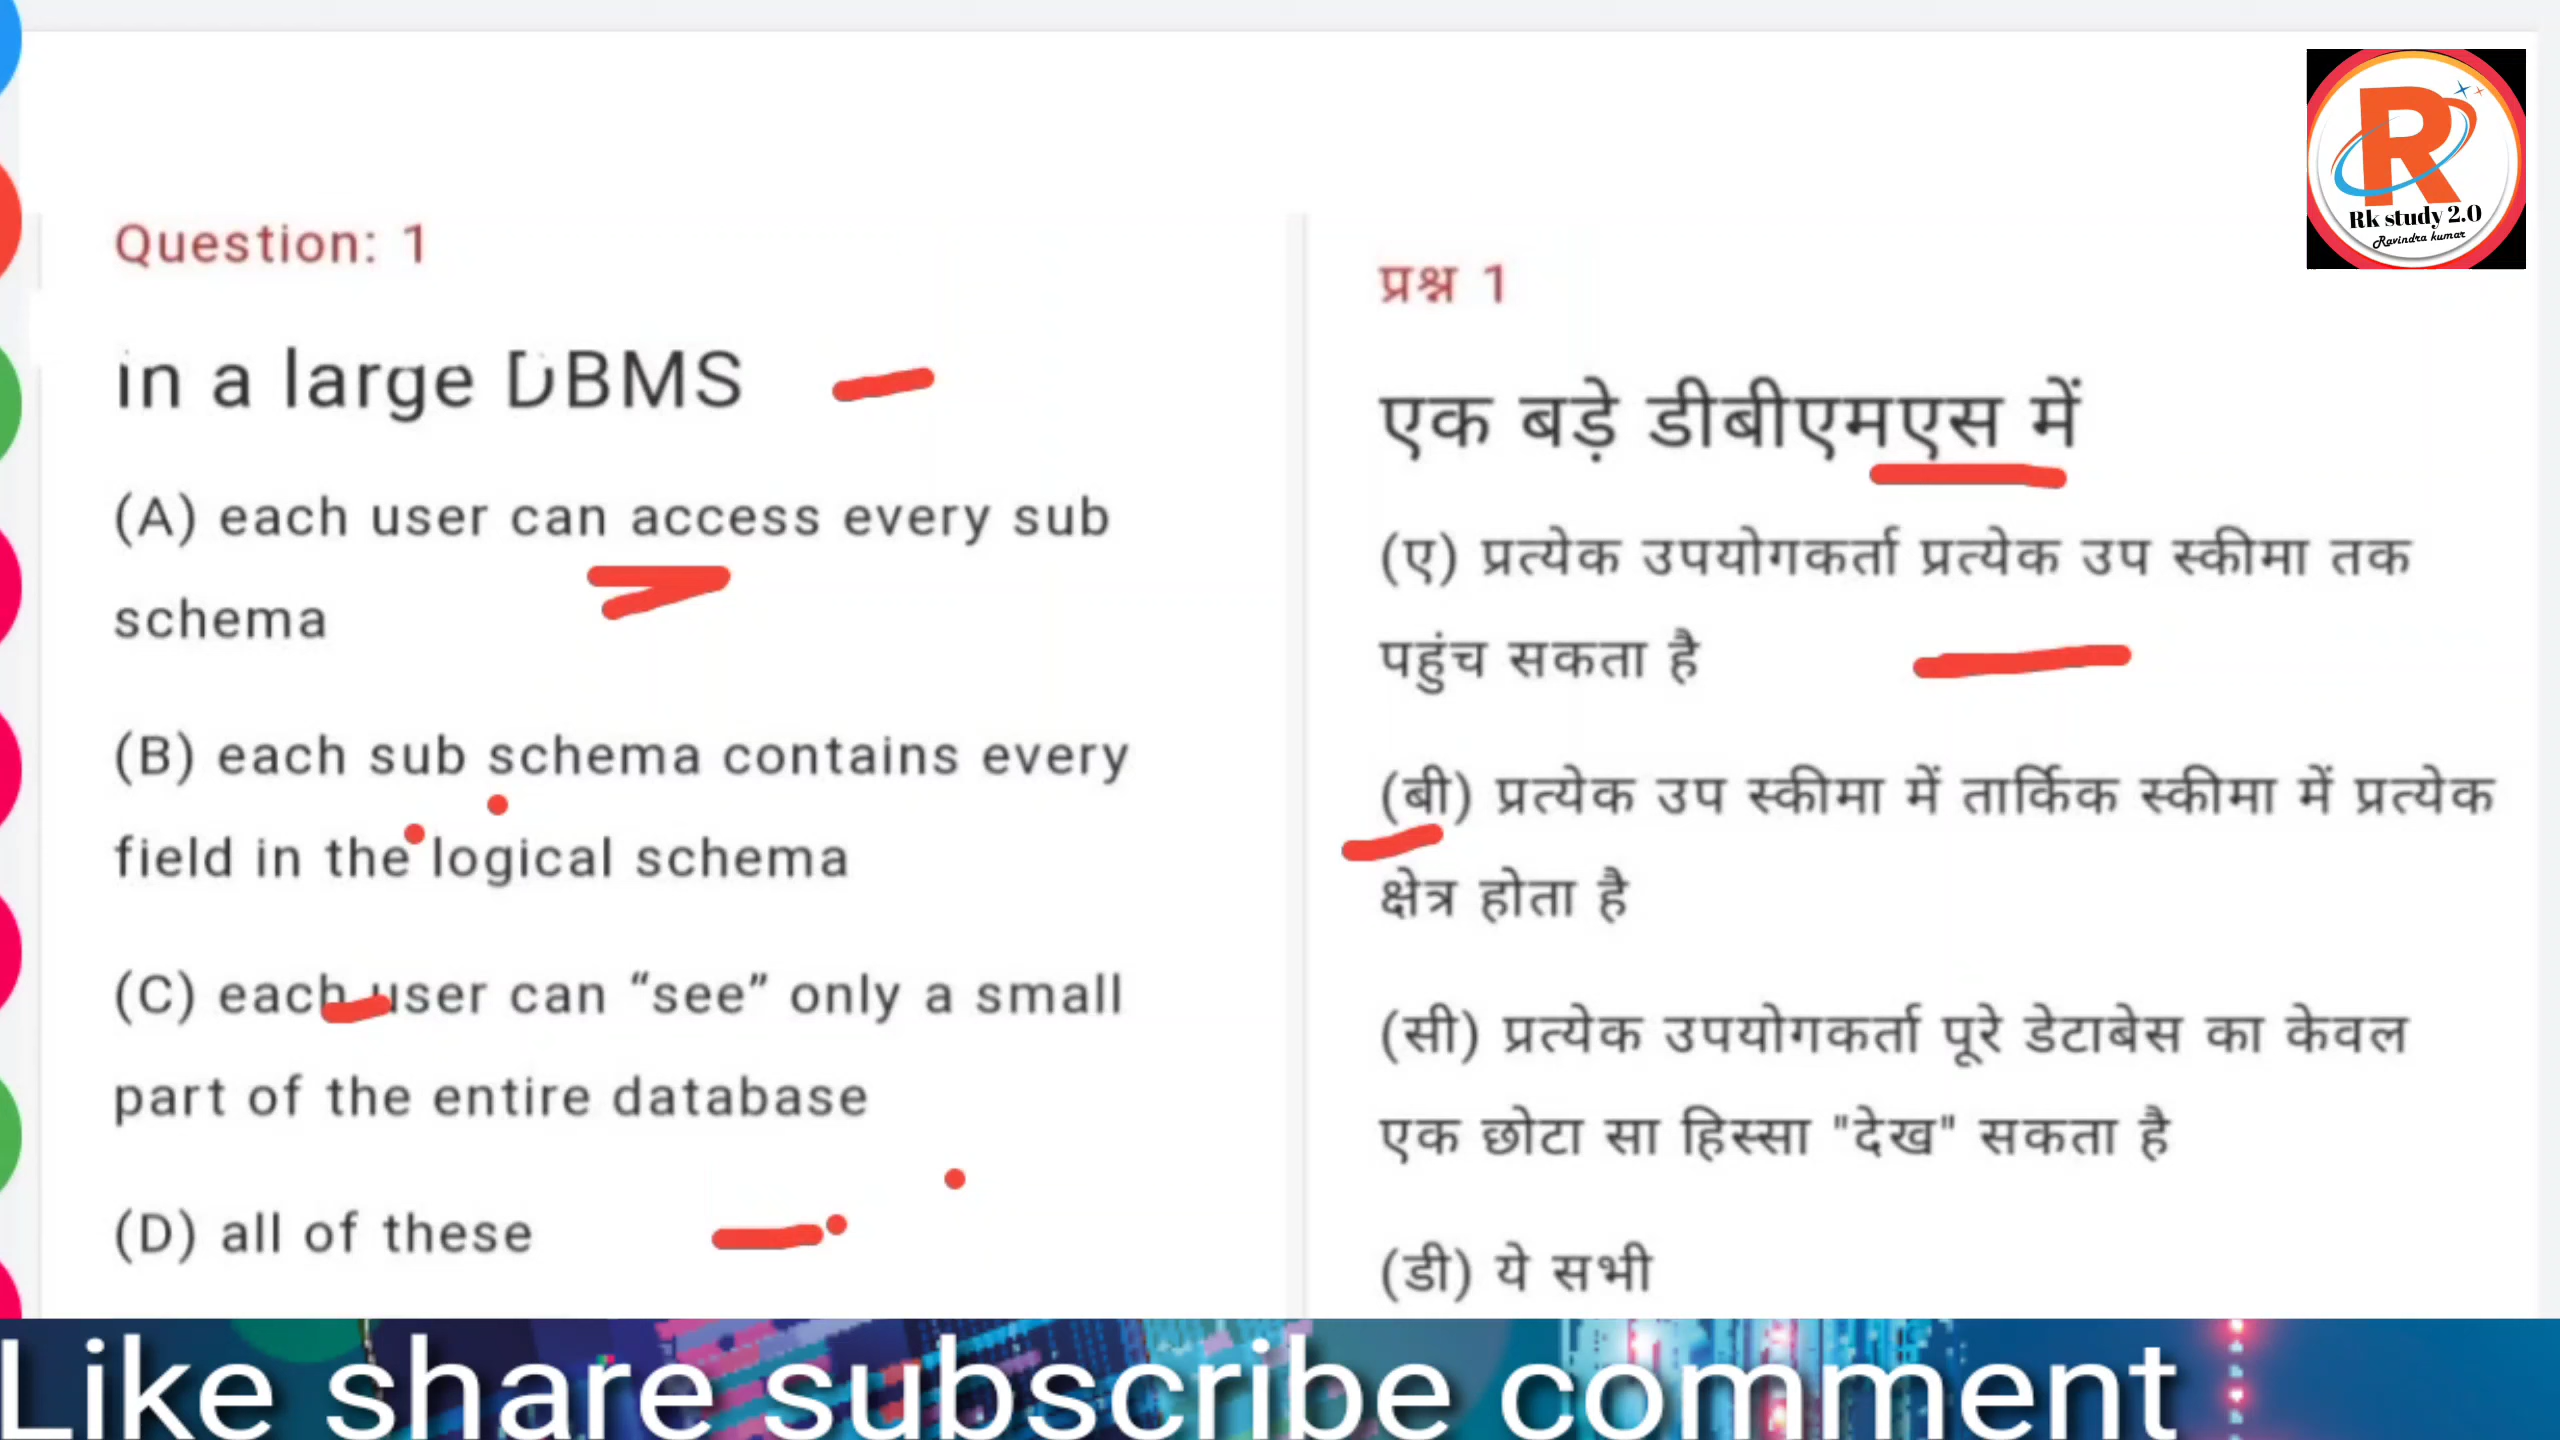 Question: 1
in a large DBMS
(A) each user can access every sub
schema
(B) each sub schema contains every
field in the logical schema
(C) each user can “see” only a small
part of the entire database
(D) all of these
प्रश्न 1
एक बड़े डीबीएमएस में
(ए) प्रत्येक उपयोगकर्ता प्रत्येक उप स्कीमा तक
पहुंच सकता है
(बी) प्रत्येक उप स्कीमा में तार्किक स्कीमा में प्रत्येक
क्षेत्र होता है
(सी) प्रत्येक उपयोगकर्ता पूरे डेटाबेस का केवल
एक छोटा सा हिस्सा "देख" सकता है
(डी) ये सभी
R
Rk study 2.0
Ravindra kumar
Like share subscribe comment